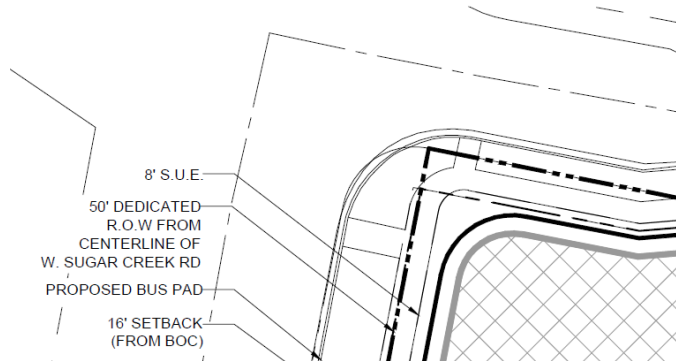 8' S.U.E.
50' DEDICATED
R.O.W FROM
CENTERLINE OF
W. SUGAR CREEK RD
PROPOSED BUS PAD
16' SETBACK
(FROM BOC)